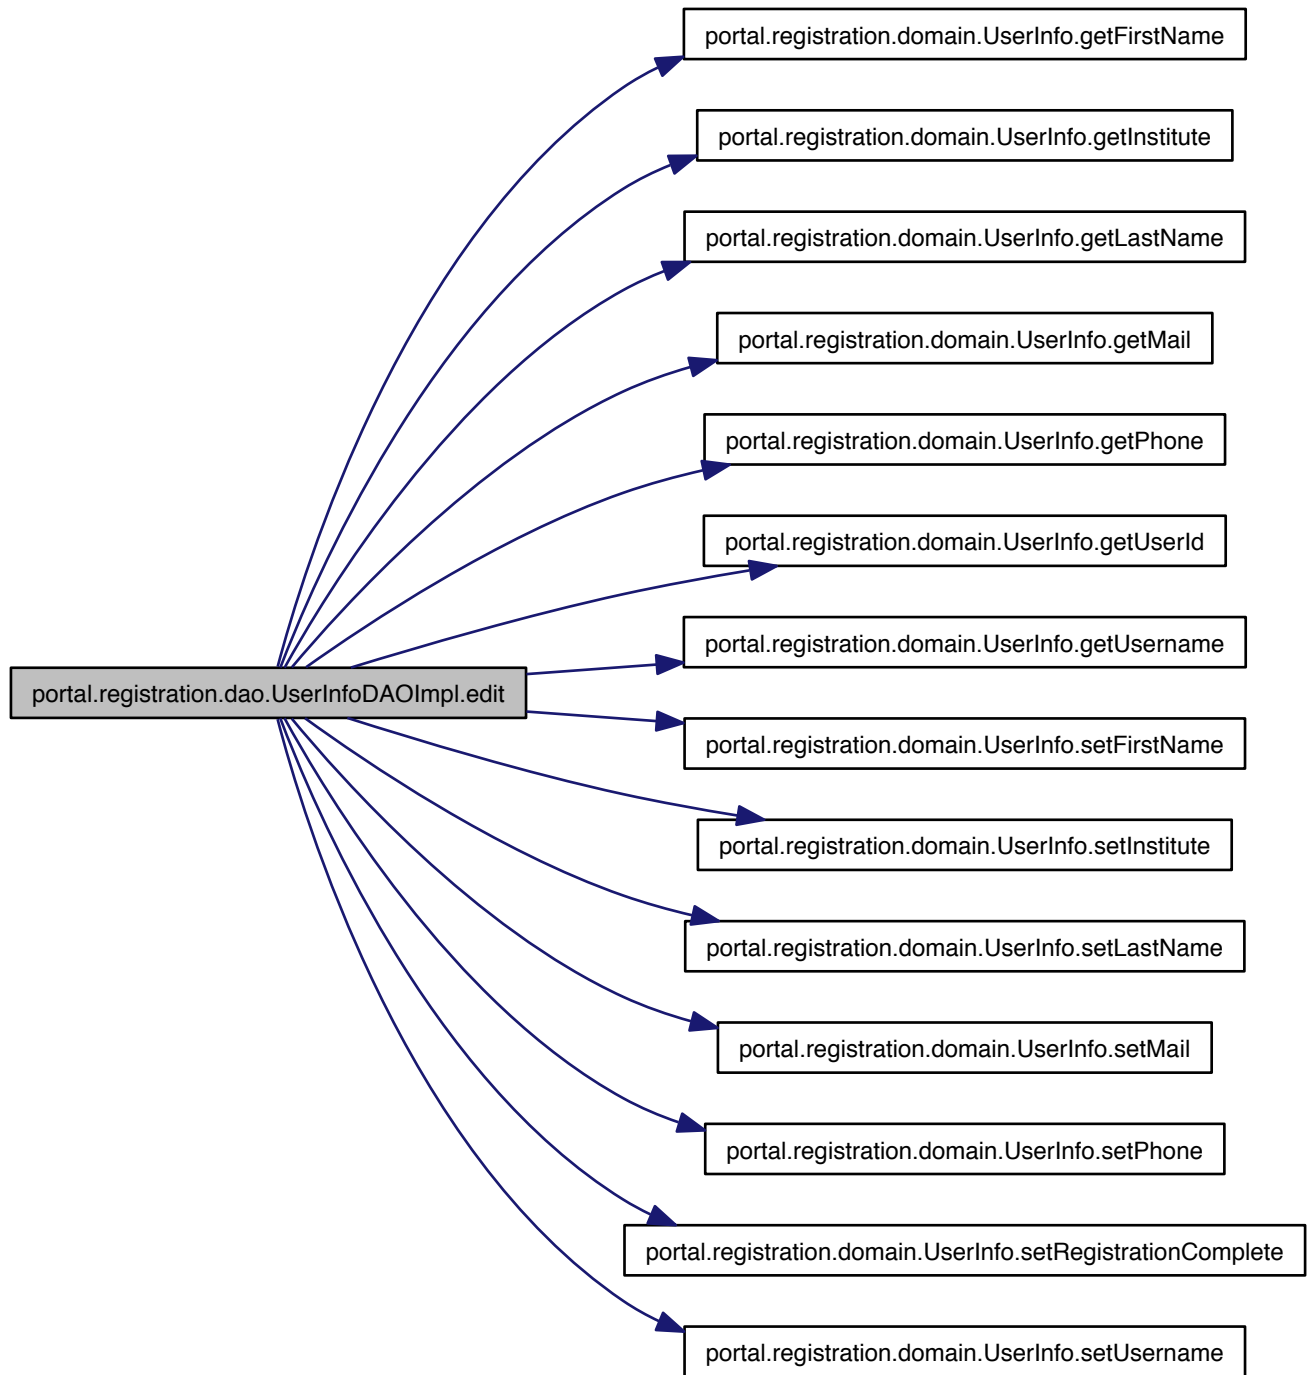 portal.registration.domain.UserInfo.getFirstName
portal.registration.domain.UserInfo.getInstitute
portal.registration.domain.UserInfo.getLastName
portal.registration.domain.UserInfo.getMail
portal.registration.domain.UserInfo.getPhone
portal.registration.domain.UserInfo.getUserId
portal.registration.domain.UserInfo.getUsername
portal.registration.dao.UserInfoDAOImpl.edit
portal.registration.domain.UserInfo.setFirstName
portal.registration.domain.UserInfo.setInstitute
portal.registration.domain.UserInfo.setLastName
portal.registration.domain.UserInfo.setMail
portal.registration.domain.UserInfo.setPhone
portal.registration.domain.UserInfo.setRegistrationComplete
portal.registration.domain.UserInfo.setUsername